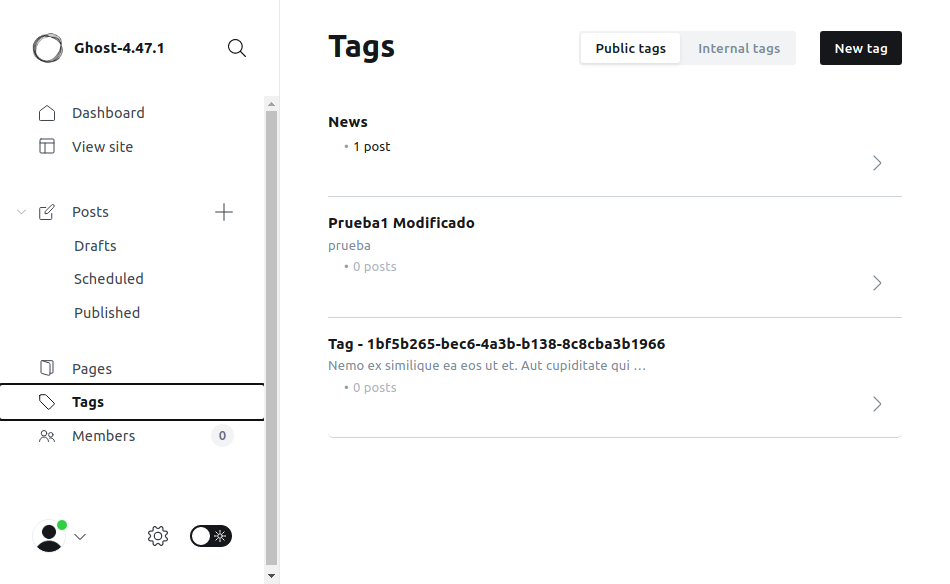 Ghost-4.47.1
Dashboard
View site
Posts
Drafts
Scheduled
Published
Pages
Tags
Members 0
Tags
Public tags Internal tags New tag
News
• 1 post
Prueba1 Modificado
prueba
• 0 posts
Tag - 1bf5b265-bec6-4a3b-b138-8c8cba3b1966
Nemo ex similique ea eos ut et. Aut cupiditate qui …
• 0 posts